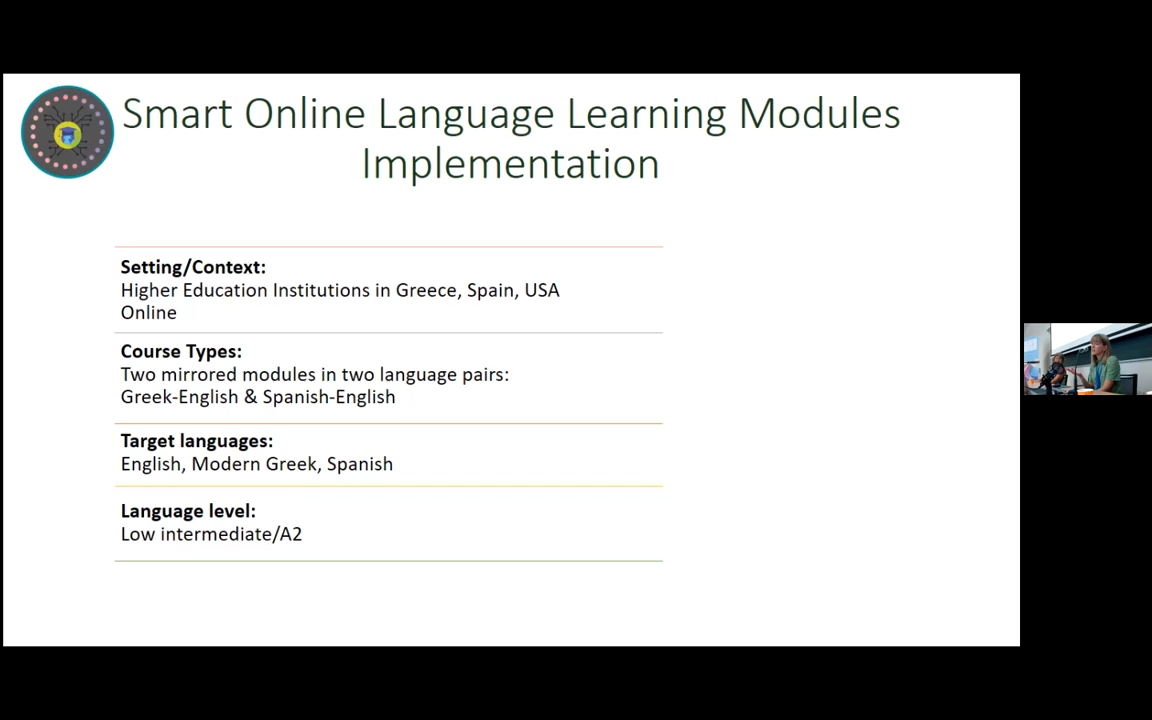 Smart Online Language Learning Modules
Implementation
Setting/Context:
Higher Education Institutions in Greece, Spain, USA
Online
Course Types:
Two mirrored modules in two language pairs:
Greek-English & Spanish-English
Target languages:
English, Modern Greek, Spanish
Language level:
Low intermediate/A2